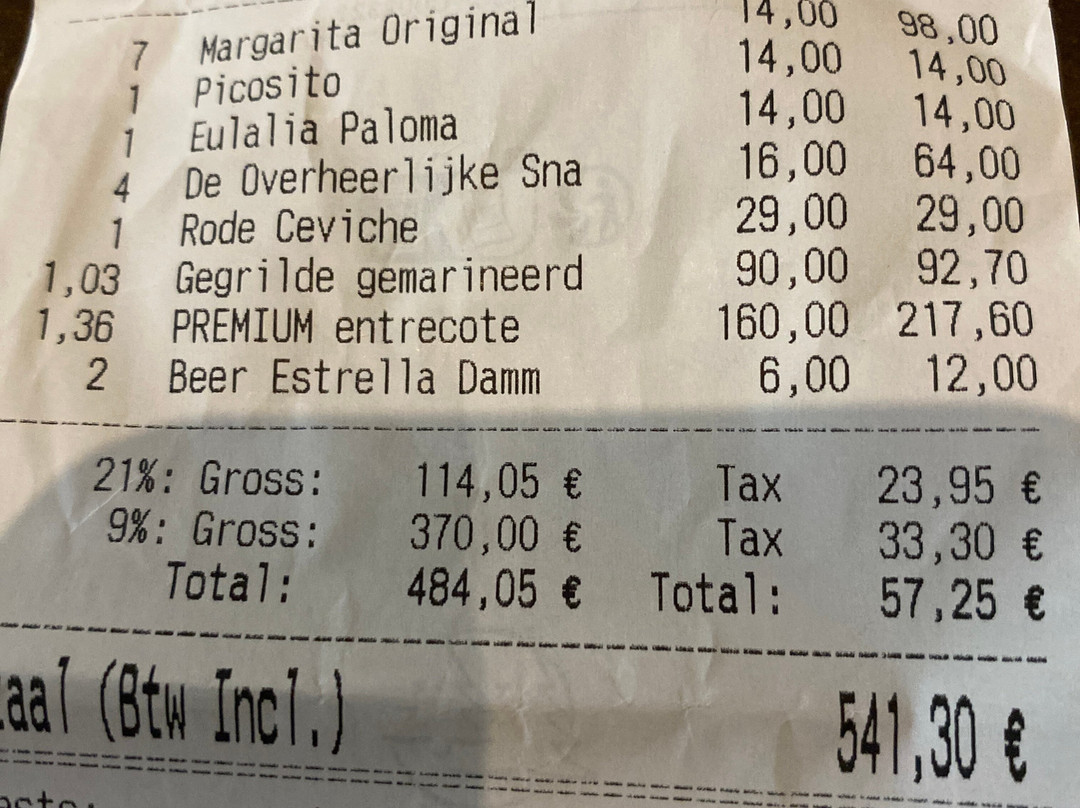 7 Margarita Original 14,00 98,00
1 Picosito 14,00 14,00
1 Eulalia Paloma 14,00 14,00
4 De Overheerlijke Sna 16,00 64,00
1 Rode Ceviche 29,00 29,00
1,03 Gegrilde gemarineerd 90,00 92,70
1,36 PREMIUM entrecote 160,00 217,60
2 Beer Estrella Damm 6,00 12,00
21%: Gross: 114,05 € Tax 23,95 €
9%: Gross: 370,00 € Tax 33,30 €
Total: 484,05 € Total: 57,25 €
aal (Btw Incl.) 541,30 €